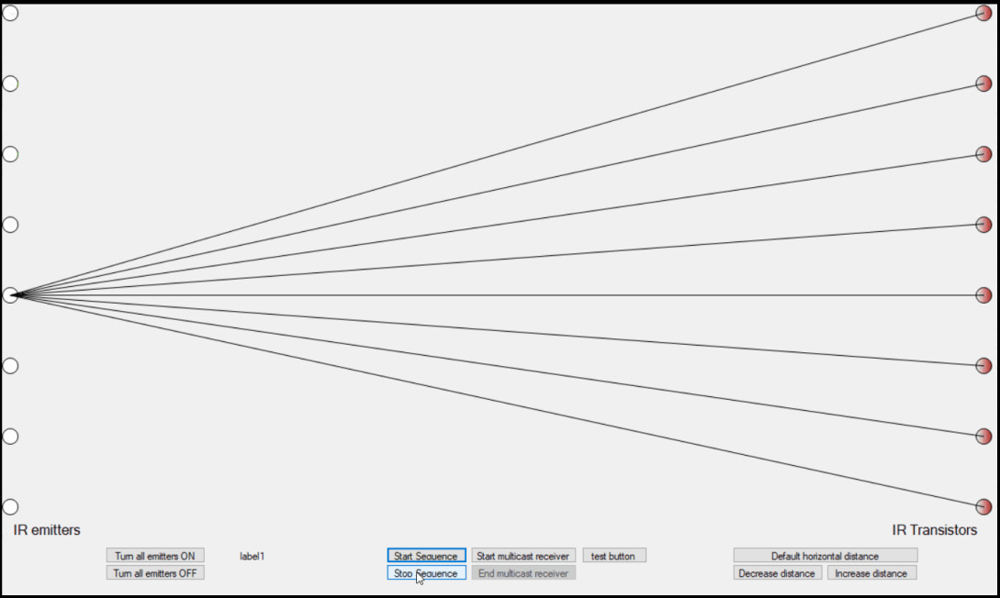 IR emitters
IR Transistors
Turn all emitters ON
label1
Start Sequence
Start multicast receiver
test button
Default horizontal distance
Turn all emitters OFF
Stop Sequence
End multicast receiver
Decrease distance
Increase distance